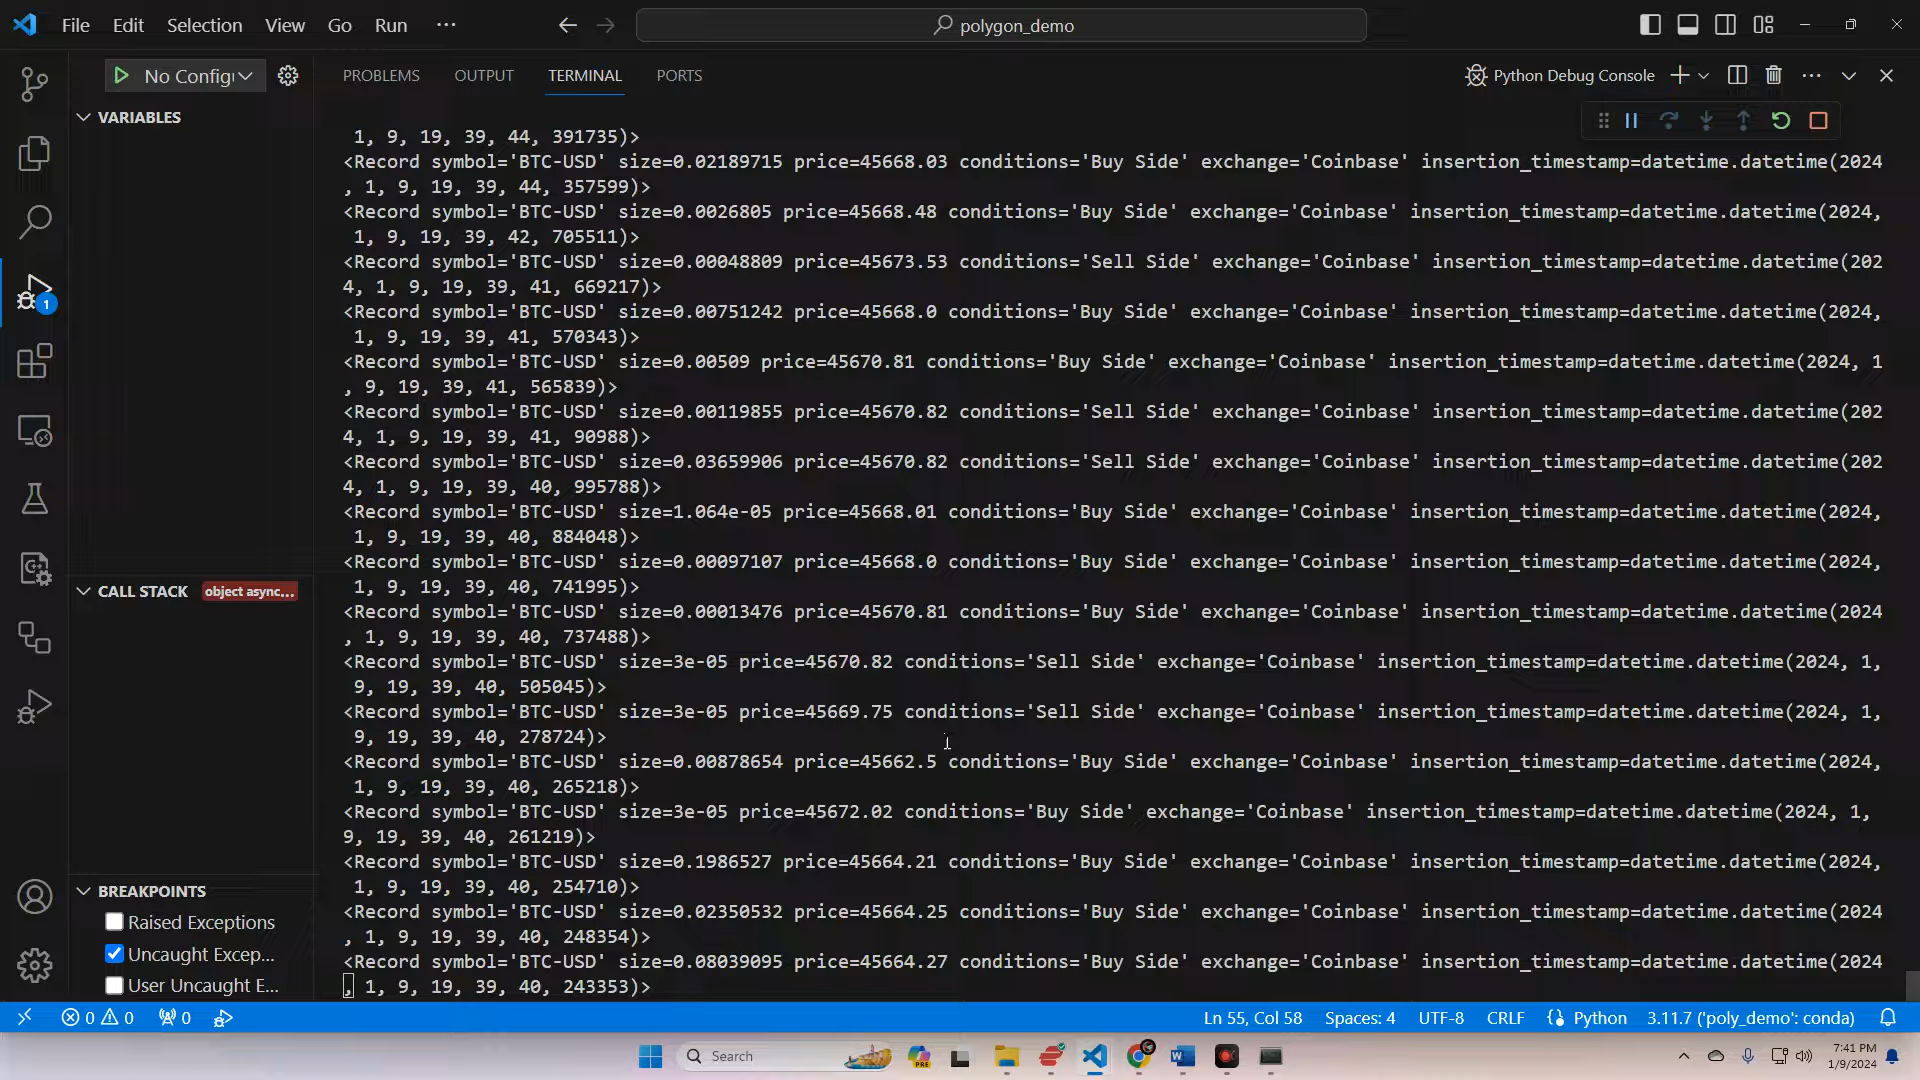 File Edit Selection View Go Run ··· polygon_demo
No Config
PROBLEMS OUTPUT TERMINAL PORTS Python Debug Console
VARIABLES
1, 9, 19, 39, 44, 391735)>
<Record symbol='BTC-USD' size=0.02189715 price=45668.03 conditions='Buy Side' exchange='Coinbase' insertion_timestamp=datetime.datetime(2024
, 1, 9, 19, 39, 44, 357599)>
<Record symbol='BTC-USD' size=0.0026805 price=45668.48 conditions='Buy Side' exchange='Coinbase' insertion_timestamp=datetime.datetime(2024,
1, 9, 19, 39, 42, 705511)>
<Record symbol='BTC-USD' size=0.00048809 price=45673.53 conditions='Sell Side' exchange='Coinbase' insertion_timestamp=datetime.datetime(202
4, 1, 9, 19, 39, 41, 669217)>
<Record symbol='BTC-USD' size=0.00751242 price=45668.0 conditions='Buy Side' exchange='Coinbase' insertion_timestamp=datetime.datetime(2024,
1, 9, 19, 39, 41, 570343)>
<Record symbol='BTC-USD' size=0.00509 price=45670.81 conditions='Buy Side' exchange='Coinbase' insertion_timestamp=datetime.datetime(2024, 1
, 9, 19, 39, 41, 565839)>
<Record symbol='BTC-USD' size=0.00119855 price=45670.82 conditions='Sell Side' exchange='Coinbase' insertion_timestamp=datetime.datetime(202
4, 1, 9, 19, 39, 41, 90988)>
<Record symbol='BTC-USD' size=0.03659906 price=45670.82 conditions='Sell Side' exchange='Coinbase' insertion_timestamp=datetime.datetime(202
4, 1, 9, 19, 39, 40, 995788)>
<Record symbol='BTC-USD' size=1.064e-05 price=45668.01 conditions='Buy Side' exchange='Coinbase' insertion_timestamp=datetime.datetime(2024,
1, 9, 19, 39, 40, 884048)>
<Record symbol='BTC-USD' size=0.00097107 price=45668.0 conditions='Buy Side' exchange='Coinbase' insertion_timestamp=datetime.datetime(2024,
1, 9, 19, 39, 40, 741995)>
<Record symbol='BTC-USD' size=0.00013476 price=45670.81 conditions='Buy Side' exchange='Coinbase' insertion_timestamp=datetime.datetime(2024
, 1, 9, 19, 39, 40, 737488)>
<Record symbol='BTC-USD' size=3e-05 price=45670.82 conditions='Sell Side' exchange='Coinbase' insertion_timestamp=datetime.datetime(2024, 1,
9, 19, 39, 40, 505045)>
<Record symbol='BTC-USD' size=3e-05 price=45669.75 conditions='Sell Side' exchange='Coinbase' insertion_timestamp=datetime.datetime(2024, 1,
9, 19, 39, 40, 278724)>
<Record symbol='BTC-USD' size=0.00878654 price=45662.5 conditions='Buy Side' exchange='Coinbase' insertion_timestamp=datetime.datetime(2024,
1, 9, 19, 39, 40, 265218)>
<Record symbol='BTC-USD' size=3e-05 price=45672.02 conditions='Buy Side' exchange='Coinbase' insertion_timestamp=datetime.datetime(2024, 1,
9, 19, 39, 40, 261219)>
<Record symbol='BTC-USD' size=0.1986527 price=45664.21 conditions='Buy Side' exchange='Coinbase' insertion_timestamp=datetime.datetime(2024,
1, 9, 19, 39, 40, 254710)>
<Record symbol='BTC-USD' size=0.02350532 price=45664.25 conditions='Buy Side' exchange='Coinbase' insertion_timestamp=datetime.datetime(2024
, 1, 9, 19, 39, 40, 248354)>
<Record symbol='BTC-USD' size=0.08039095 price=45664.27 conditions='Buy Side' exchange='Coinbase' insertion_timestamp=datetime.datetime(2024
, 1, 9, 19, 39, 40, 243353)>
1
CALL STACK object async...
BREAKPOINTS
Raised Exceptions
Uncaught Excep...
User Uncaught E...
0 0 0 Ln 55, Col 58 Spaces: 4 UTF-8 CRLF Python 3.11.7 ('poly_demo': conda)
Search PRE 7:41 PM
1/9/2024